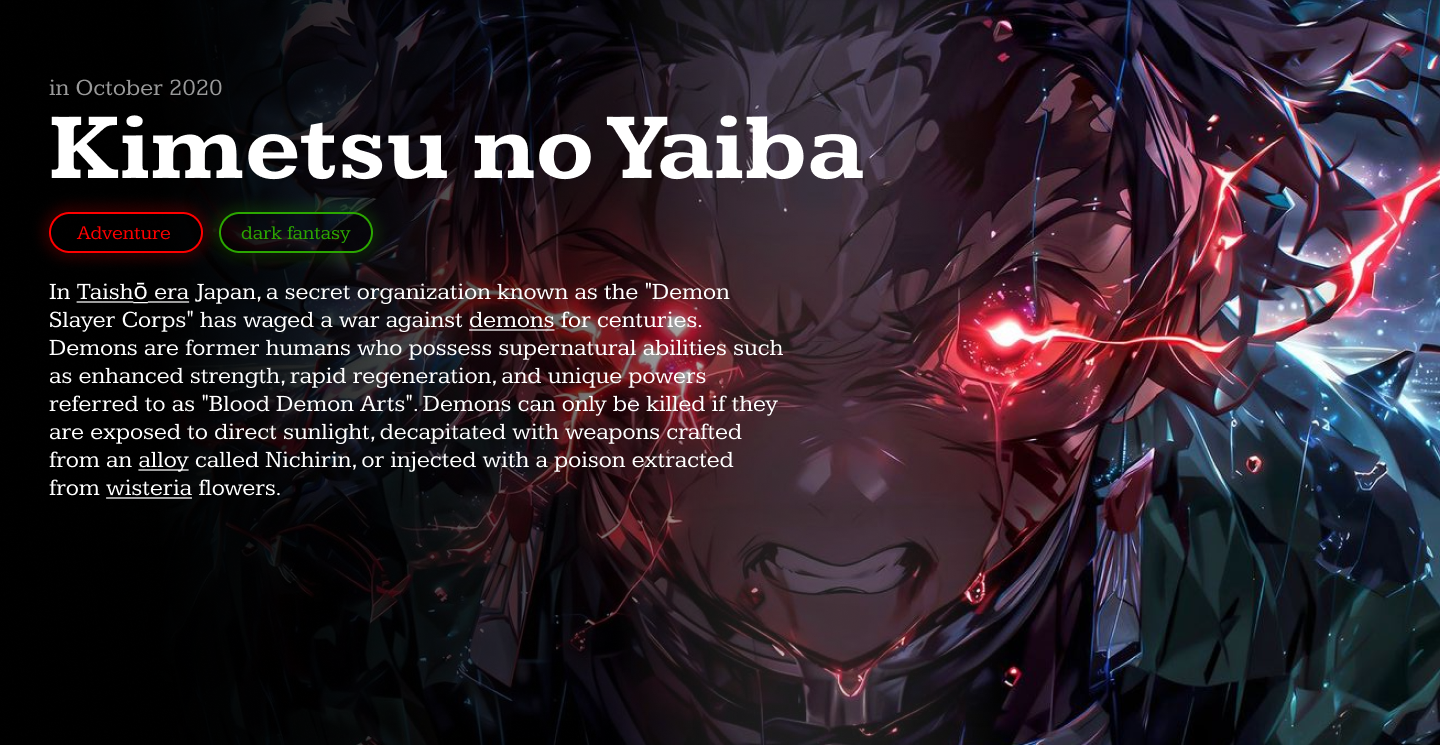 in October 2020
Kimetsu no Yaiba
Adventure
dark fantasy
In Taishō era Japan, a secret organization known as the "Demon
Slayer Corps" has waged a war against demons for centuries.
Demons are former humans who possess supernatural abilities such
as enhanced strength, rapid regeneration, and unique powers
referred to as "Blood Demon Arts". Demons can only be killed if they
are exposed to direct sunlight, decapitated with weapons crafted
from an alloy called Nichirin, or injected with a poison extracted
from wisteria flowers.